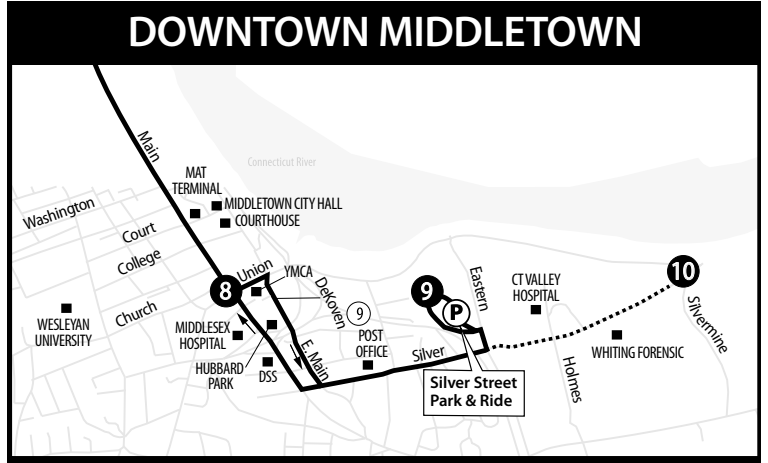 DOWNTOWN MIDDLETOWN
Main
Connecticut River
MAT
TERMINAL
MIDDLETOWN CITY HALL
COURTHOUSE
Washington
Court
College
Church
WESLEYAN
UNIVERSITY
8
Union
YMCA
DeKoven
9
MIDDLESEX
HOSPITAL
HUBBARD
PARK
DSS
E. Main
POST
OFFICE
Silver
9
P
Eastern
Silver Street
Park & Ride
CT VALLEY
HOSPITAL
10
Silvermine
WHITING FORENSIC
Holmes